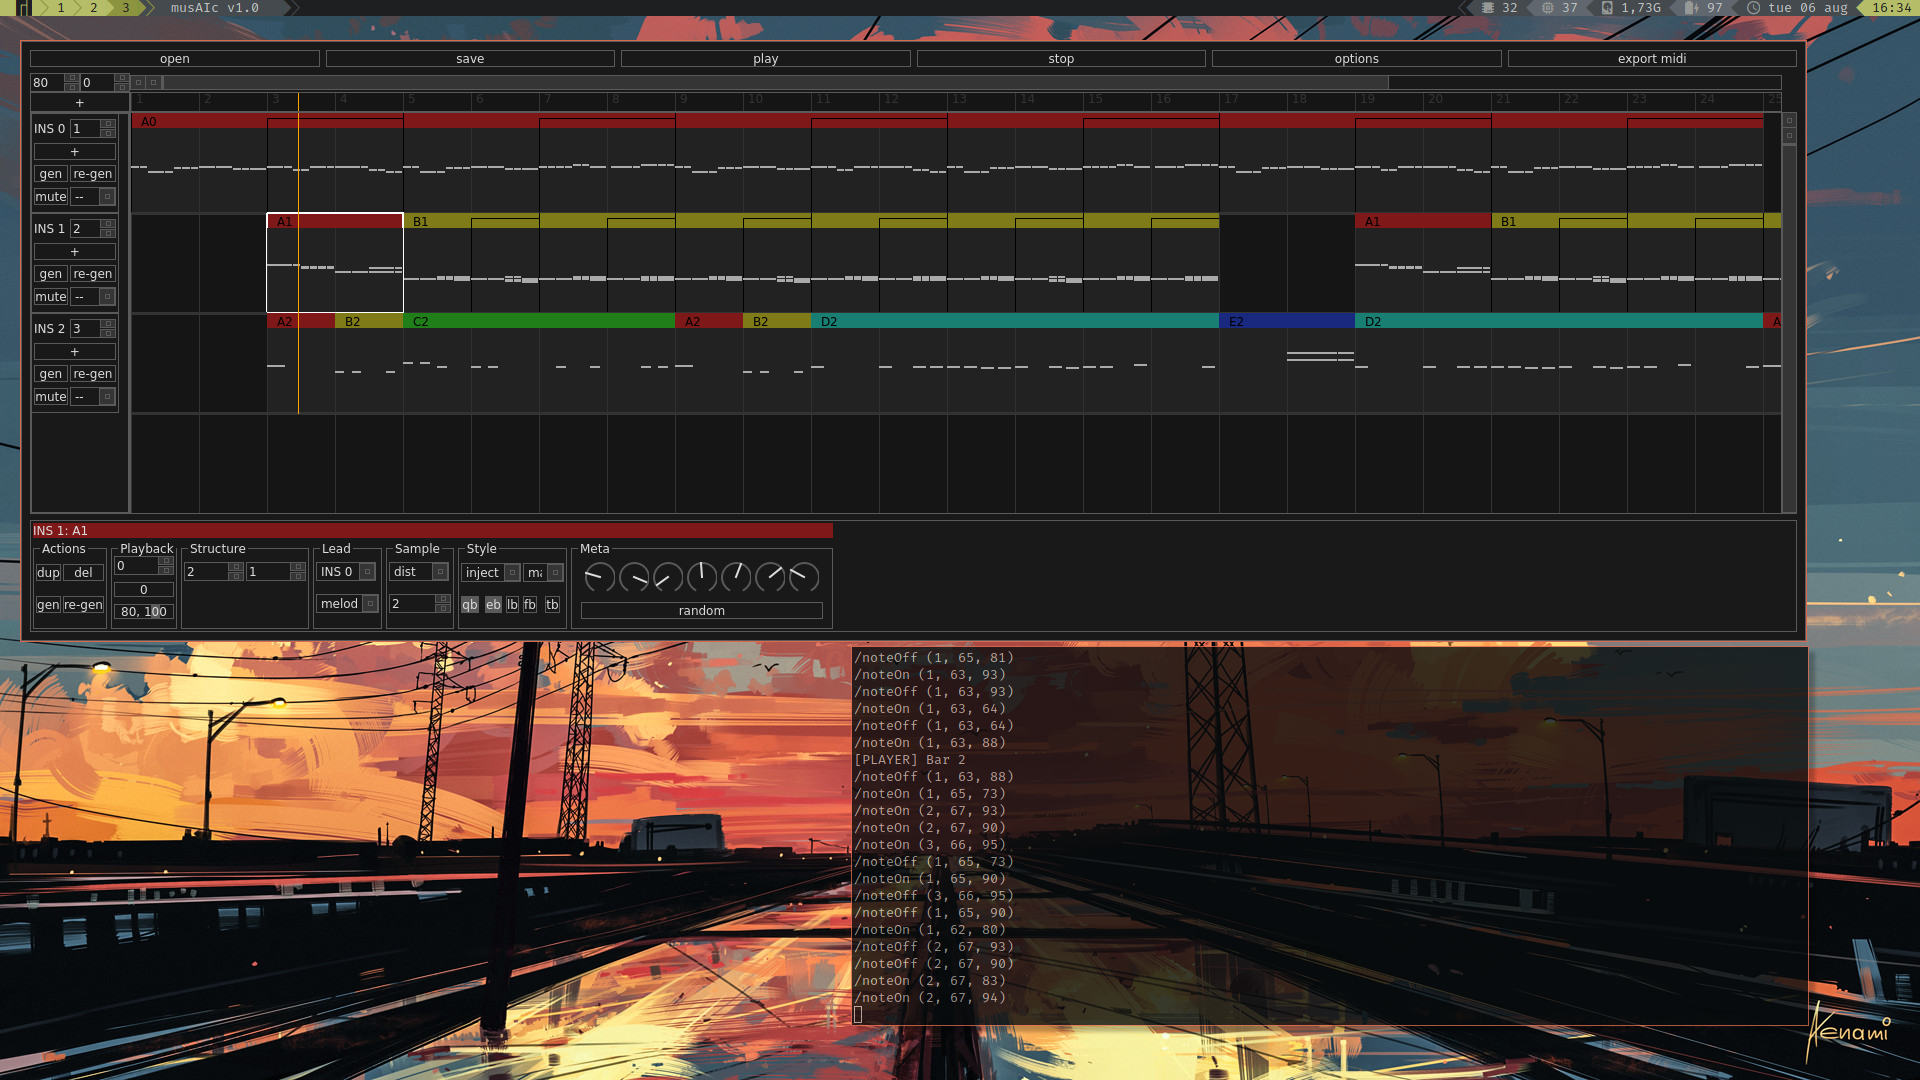 1 2 3 musAIc v1.0 32 37 1,73G 97 tue 06 aug 16:34
open save play stop options export midi
80 0
+ 1 2 3 4 5 6 7 8 9 10 11 12 13 14 15 16 17 18 19 20 21 22 23 24 25
A0
INS 0 1
+
gen re-gen
mute --
A1 B1 A1 B1
INS 1 2
+
gen re-gen
mute --
A2 B2 C2 A2 B2 D2 E2 D2 A
INS 2 3
+
gen re-gen
mute --
INS 1: A1
Actions Playback Structure Lead Sample Style Meta
0
dup del 2 1 INS 0 dist inject ma
0
gen re-gen melod 2 qb eb lb fb tb
80, 100 random
/noteOff (1, 65, 81)
/noteOn (1, 63, 93)
/noteOff (1, 63, 93)
/noteOn (1, 63, 64)
/noteOff (1, 63, 64)
/noteOn (1, 63, 88)
[PLAYER] Bar 2
/noteOff (1, 63, 88)
/noteOn (1, 65, 73)
/noteOn (2, 67, 93)
/noteOn (2, 67, 90)
/noteOn (3, 66, 95)
/noteOff (1, 65, 73)
/noteOn (1, 65, 90)
/noteOff (3, 66, 95)
/noteOff (1, 65, 90)
/noteOn (1, 62, 80)
/noteOff (2, 67, 93)
/noteOff (2, 67, 90)
/noteOn (2, 67, 83)
/noteOn (2, 67, 94)
Aenami